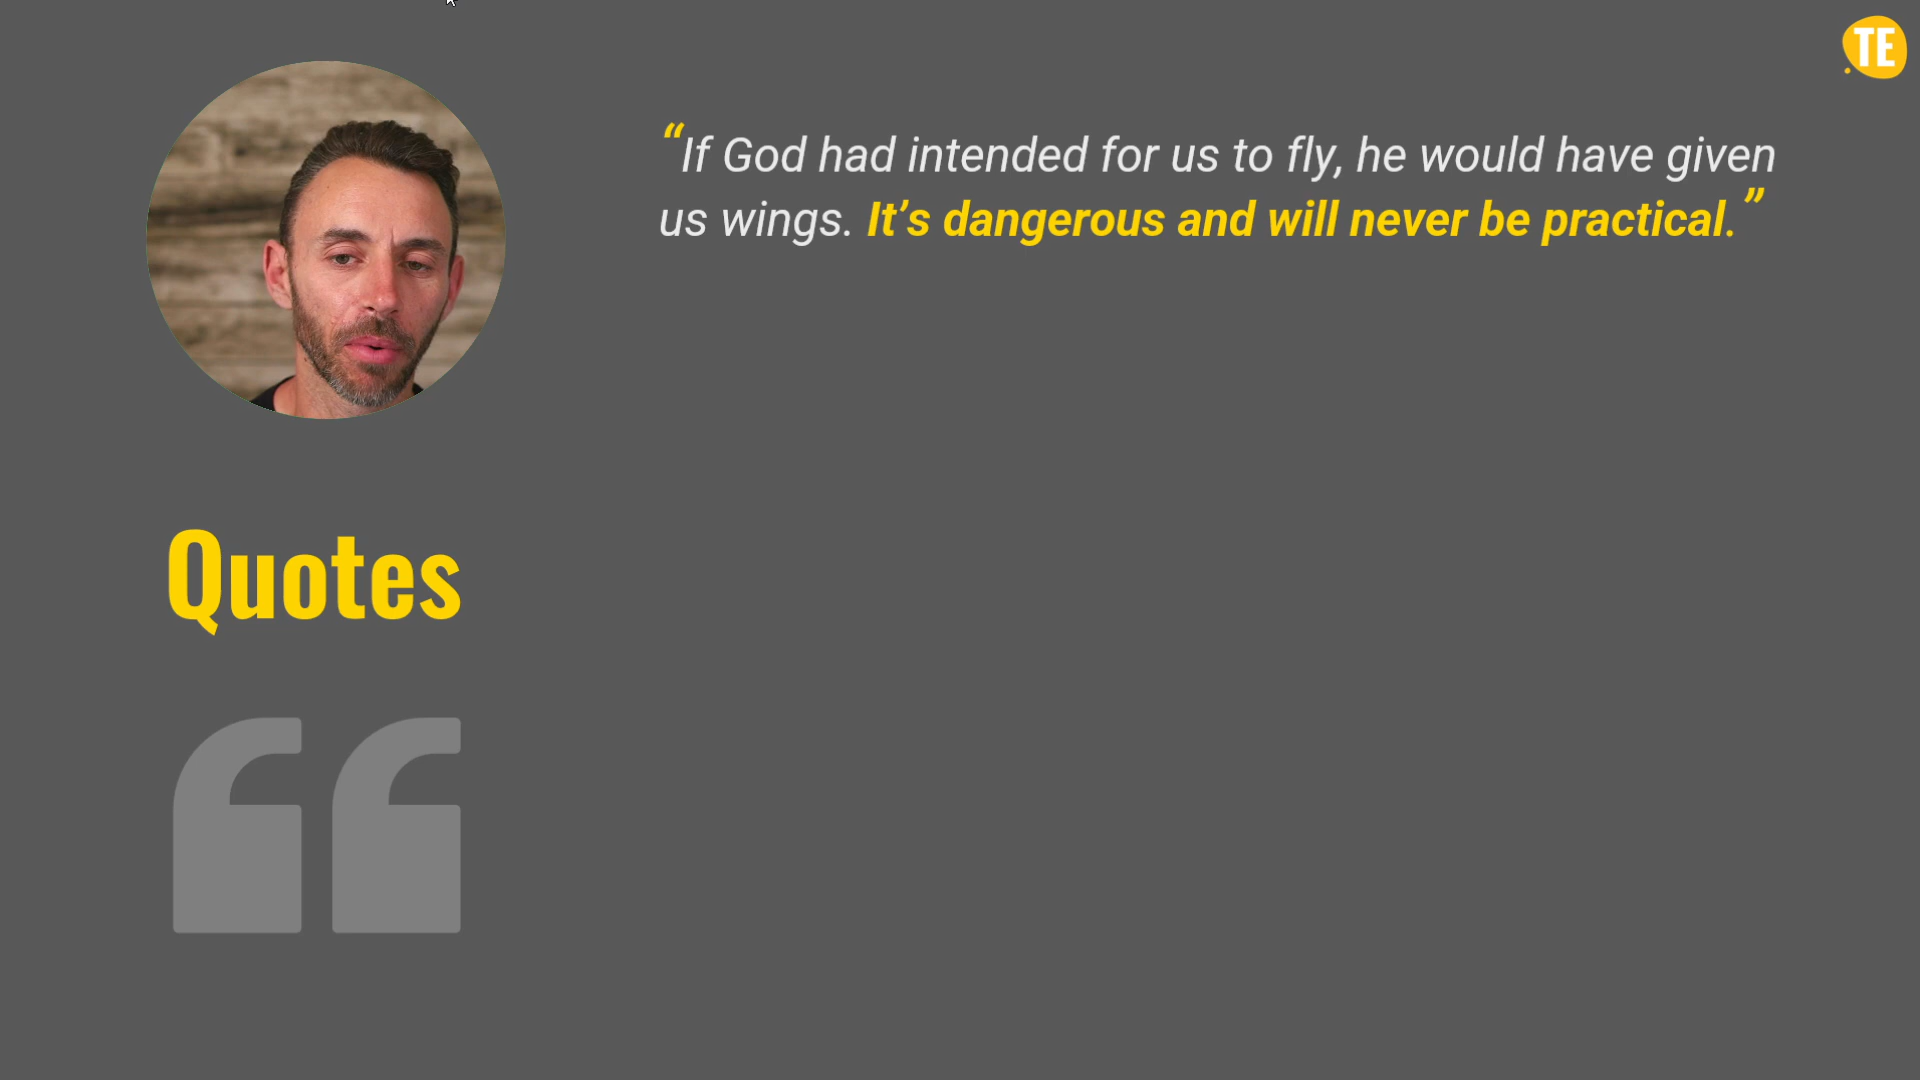 TE
“If God had intended for us to fly, he would have given
us wings. It’s dangerous and will never be practical.”
Quotes